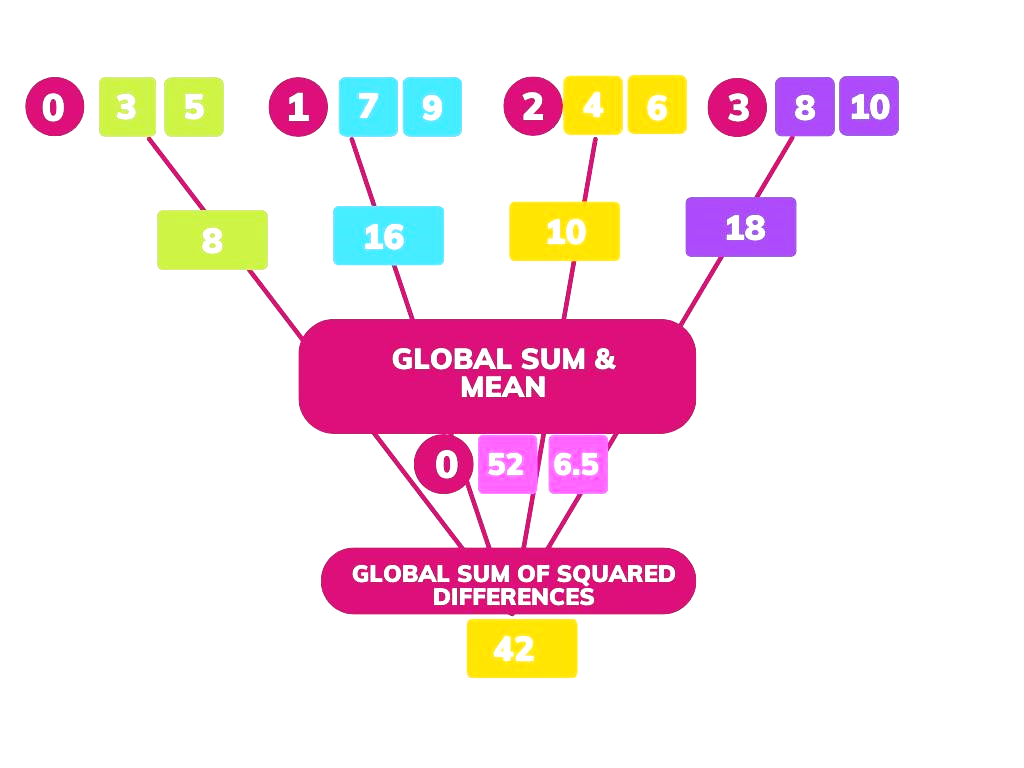 0 3 5 1 7 9 2 4 6 3 8 10
8 16 10 18
GLOBAL SUM &
MEAN
0 52 6.5
GLOBAL SUM OF SQUARED
DIFFERENCES
42